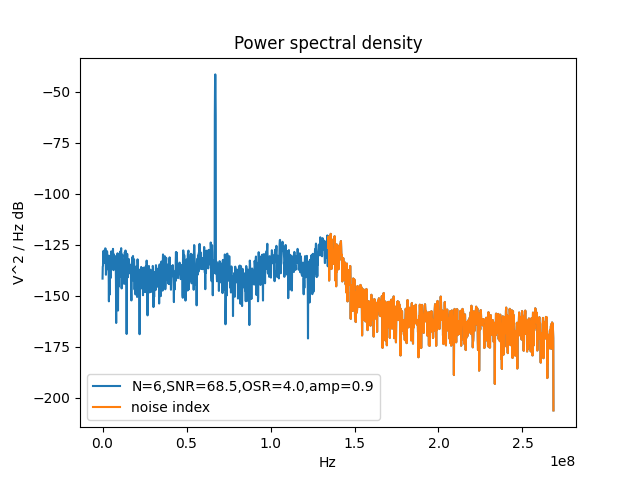 Power spectral density
V^2 / Hz dB
−50
−75
−100
−125
−150
−175
−200
N=6,SNR=68.5,OSR=4.0,amp=0.9
noise index
0.0 0.5 1.0 1.5 2.0 2.5
1e8
Hz